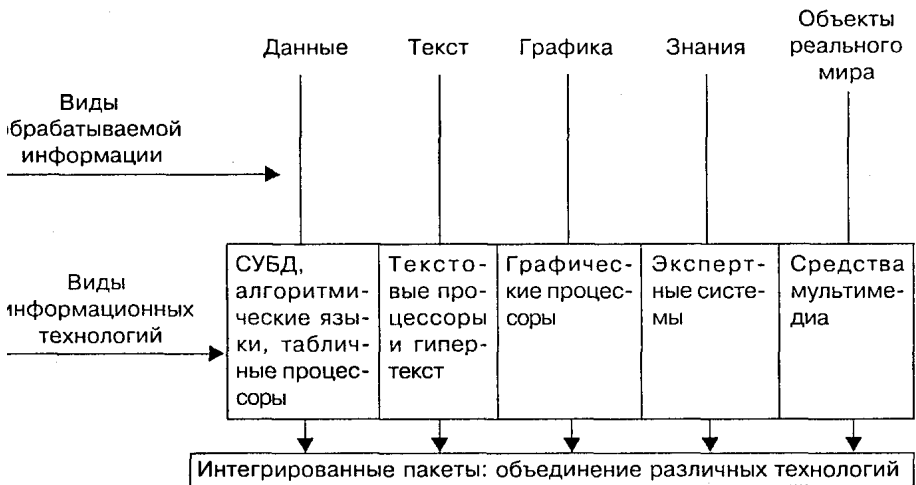 Данные
Текст
Графика
Знания
Объекты
реального
мира
Виды
обрабатываемой
информации
Виды
информационных
технологий
СУБД,
алгоритми-
ческие язы-
ки, таблич-
ные процес-
соры
Тексто-
вые про-
цессоры
и гипер-
текст
Графичес-
кие процес-
соры
Эксперт-
ные систе-
мы
Средства
мультиме-
диа
Интегрированные пакеты: объединение различных технологий